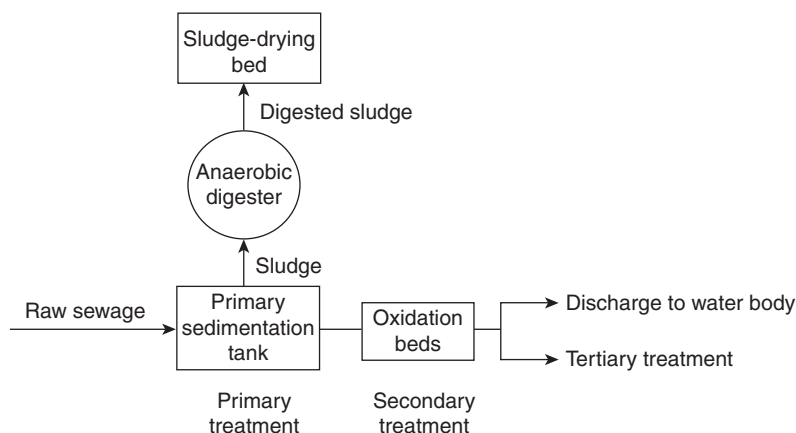 Sludge-drying
bed
Digested sludge
Anaerobic
digester
Sludge
Raw sewage
Primary
sedimentation
tank
Oxidation
beds
Discharge to water body
Tertiary treatment
Primary
treatment
Secondary
treatment